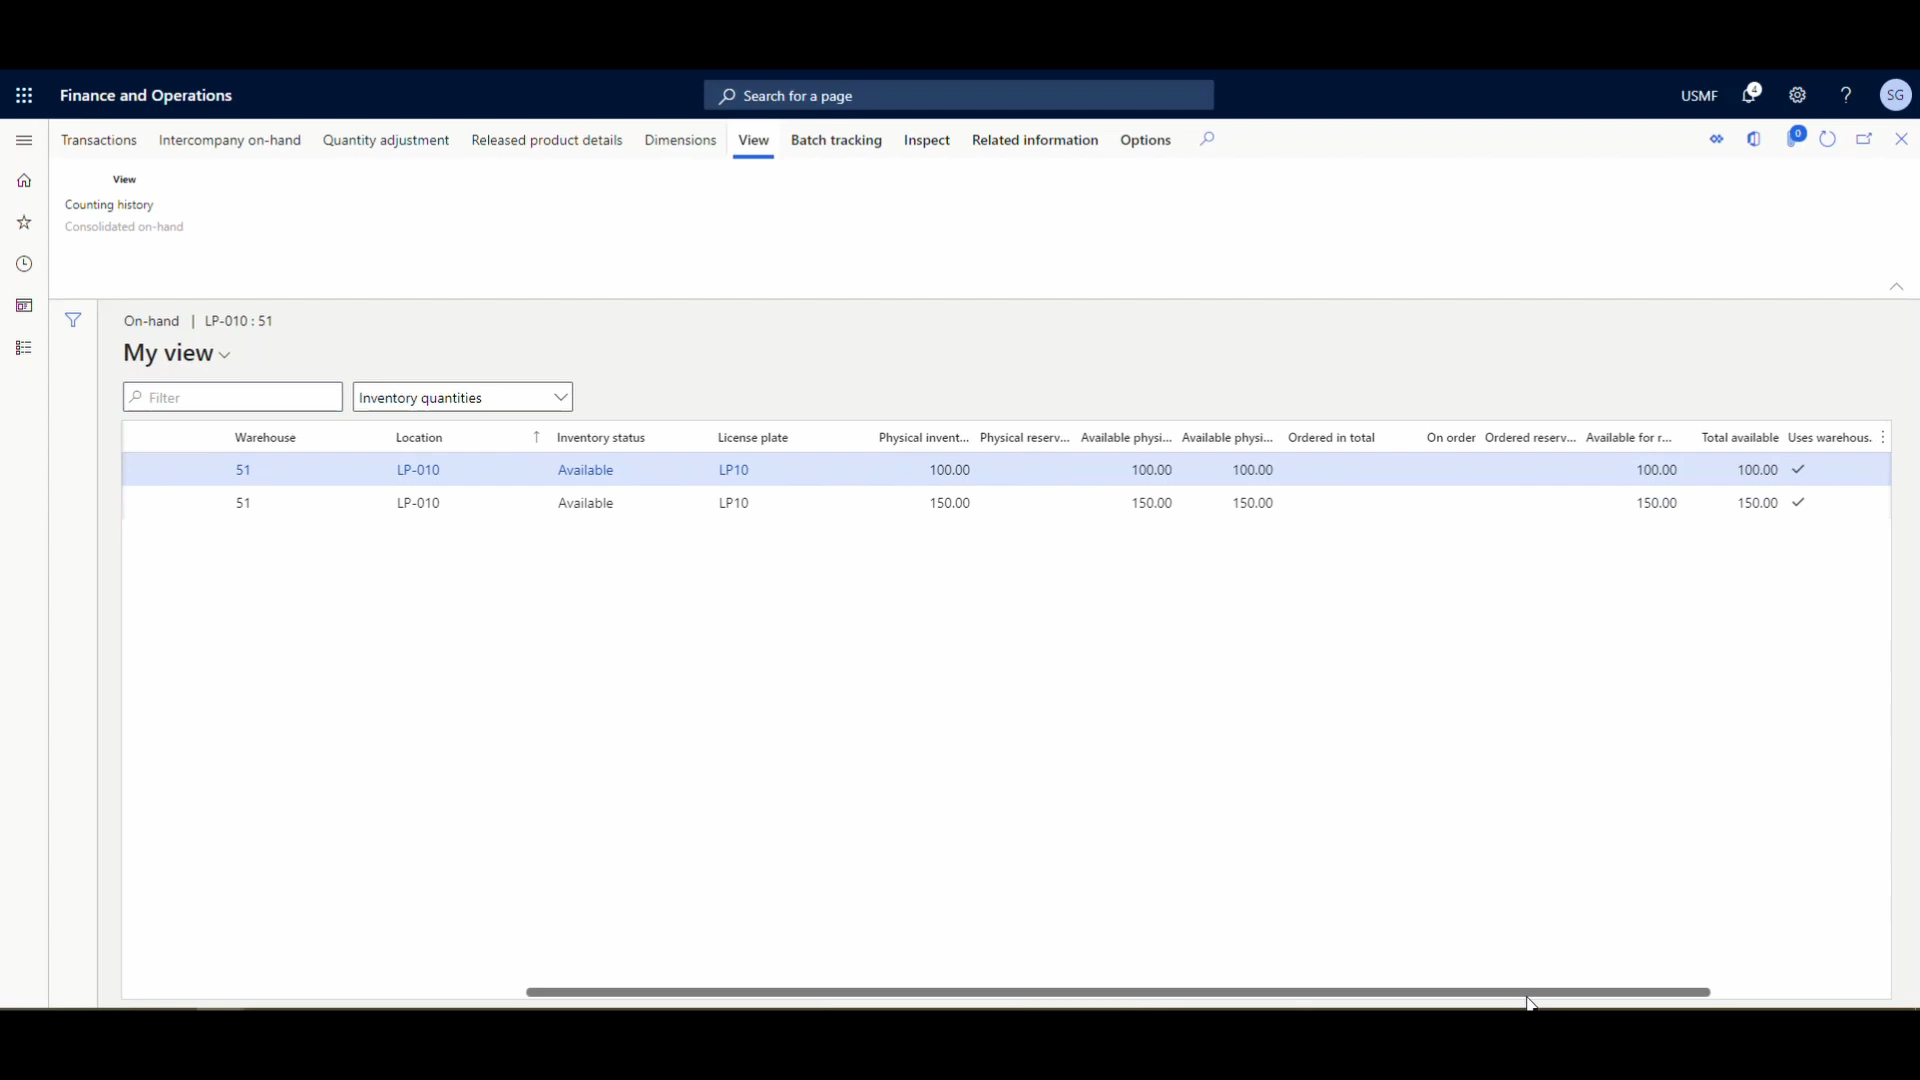 Finance and Operations
Search for a page
USMF
4
?
SG
Transactions Intercompany on-hand Quantity adjustment Released product details Dimensions View Batch tracking Inspect Related information Options
0
View
Counting history
Consolidated on-hand
On-hand | LP-010 : 51
My view
Filter
Inventory quantities
Warehouse Location ↑ Inventory status License plate Physical invent... Physical reserv... Available physi... Available physi... Ordered in total On order Ordered reserv... Available for r... Total available Uses warehous.
51 LP-010 Available LP10 100.00 100.00 100.00 100.00 100.00
51 LP-010 Available LP10 150.00 150.00 150.00 150.00 150.00